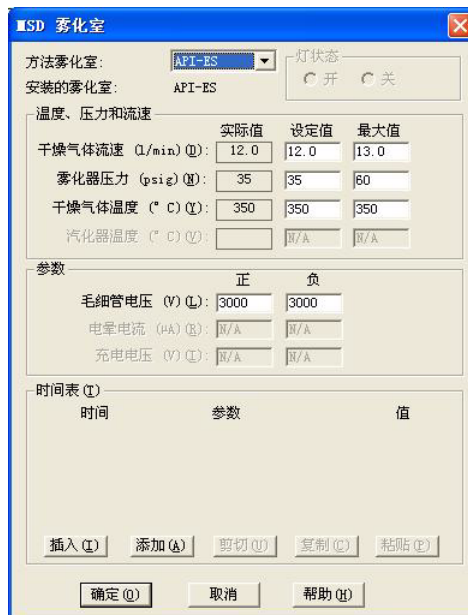 MSD 雾化室
方法雾化室: API-ES
灯状态
开 关
安装的雾化室: API-ES
温度、压力和流速
实际值 设定值 最大值
干燥气体流速 (l/min)(D): 12.0 12.0 13.0
雾化器压力 (psig)(N): 35 35 60
干燥气体温度 (° C)(Y): 350 350 350
汽化器温度 (° C)(V): N/A N/A
参数
正 负
毛细管电压 (V)(L): 3000 3000
电晕电流 (μA)(R): N/A N/A
充电电压 (V)(I): N/A N/A
时间表(T)
时间 参数 值
插入(I) 添加(A) 剪切(U) 复制(C) 粘贴(P)
确定(O) 取消 帮助(H)